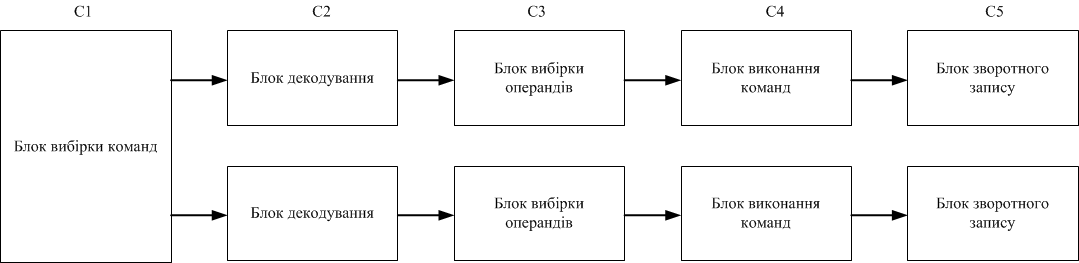 C1 C2 C3 C4 C5
Блок вибірки команд
Блок декодування
Блок вибірки
операндів
Блок виконання
команд
Блок зворотного
запису
Блок декодування
Блок вибірки
операндів
Блок виконання
команд
Блок зворотного
запису